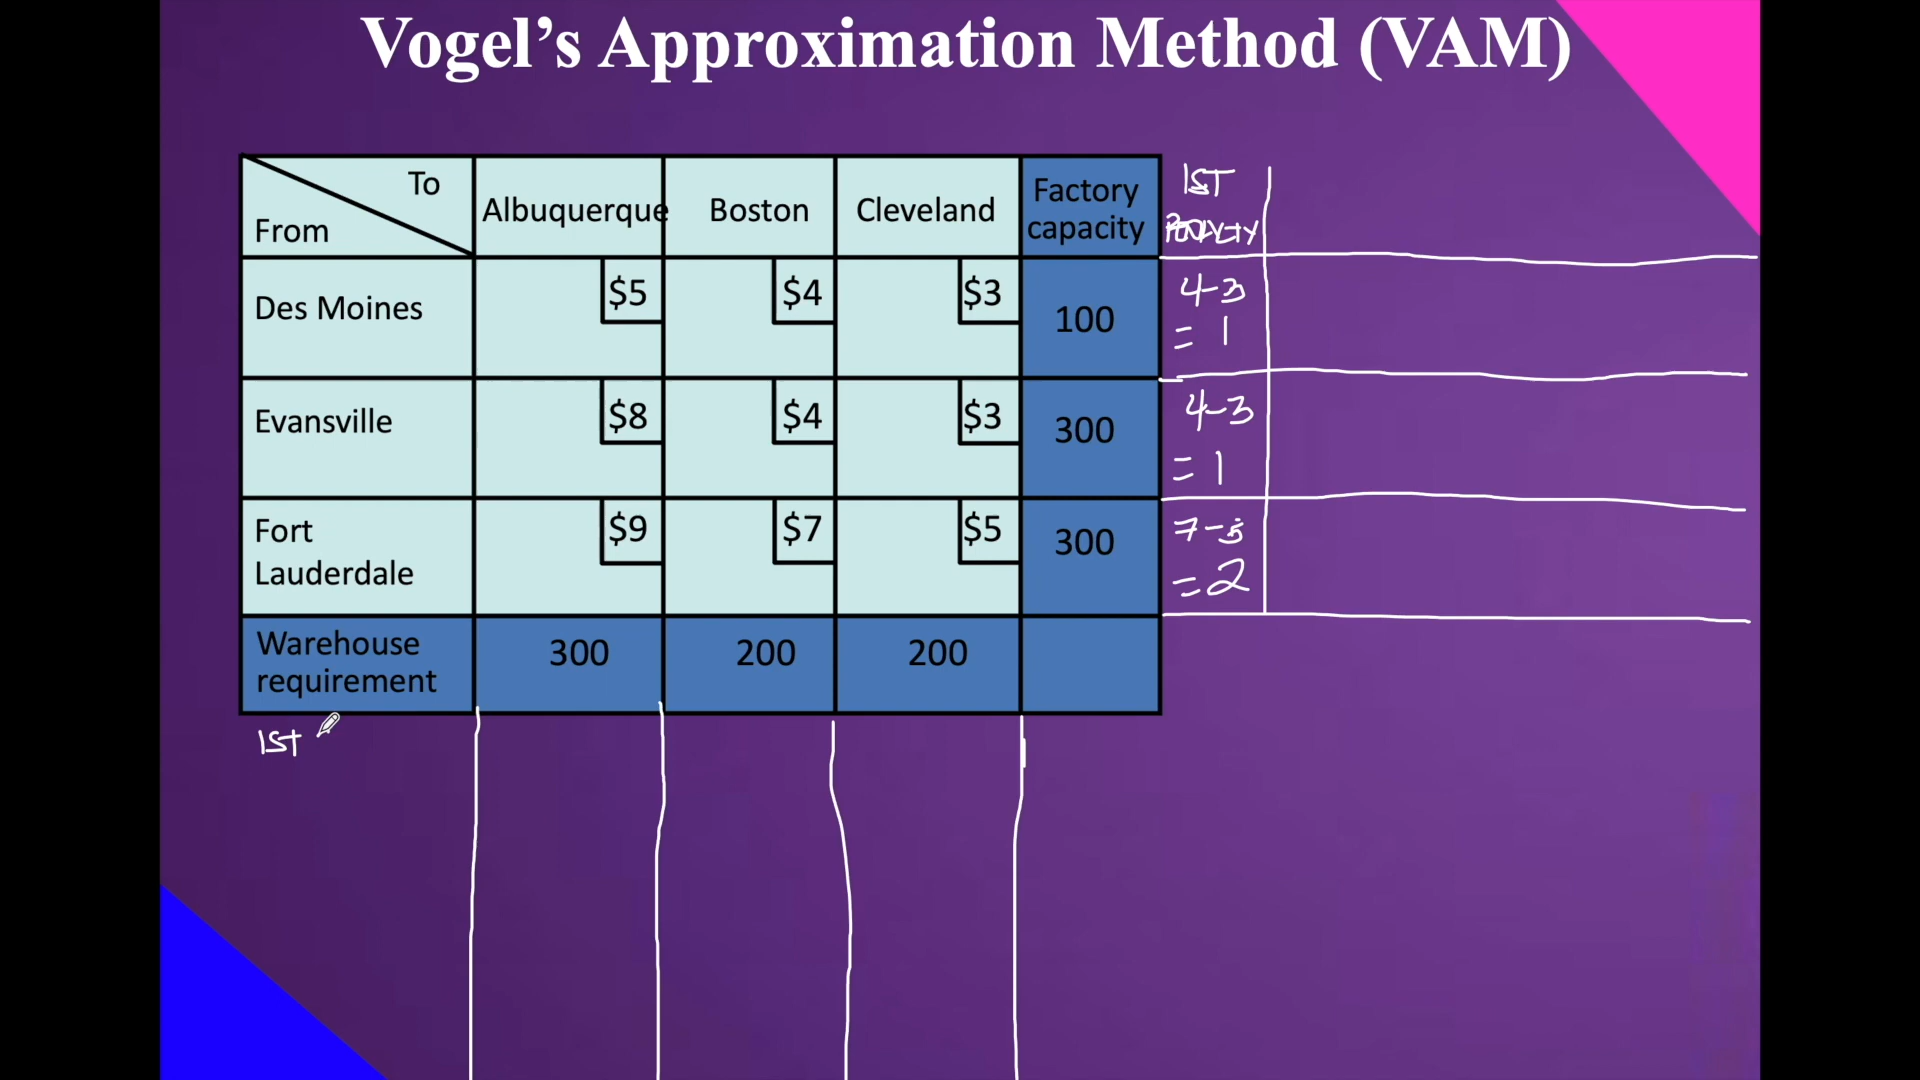 Vogel’s Approximation Method (VAM)
To
From
Albuquerque
Boston
Cleveland
Factory
capacity
1ST
Des Moines
$5
$4
$3
100
4-3
= 1
Evansville
$8
$4
$3
300
4-3
= 1
Fort
Lauderdale
$9
$7
$5
300
7-5
=2
Warehouse
requirement
300
200
200
1ST